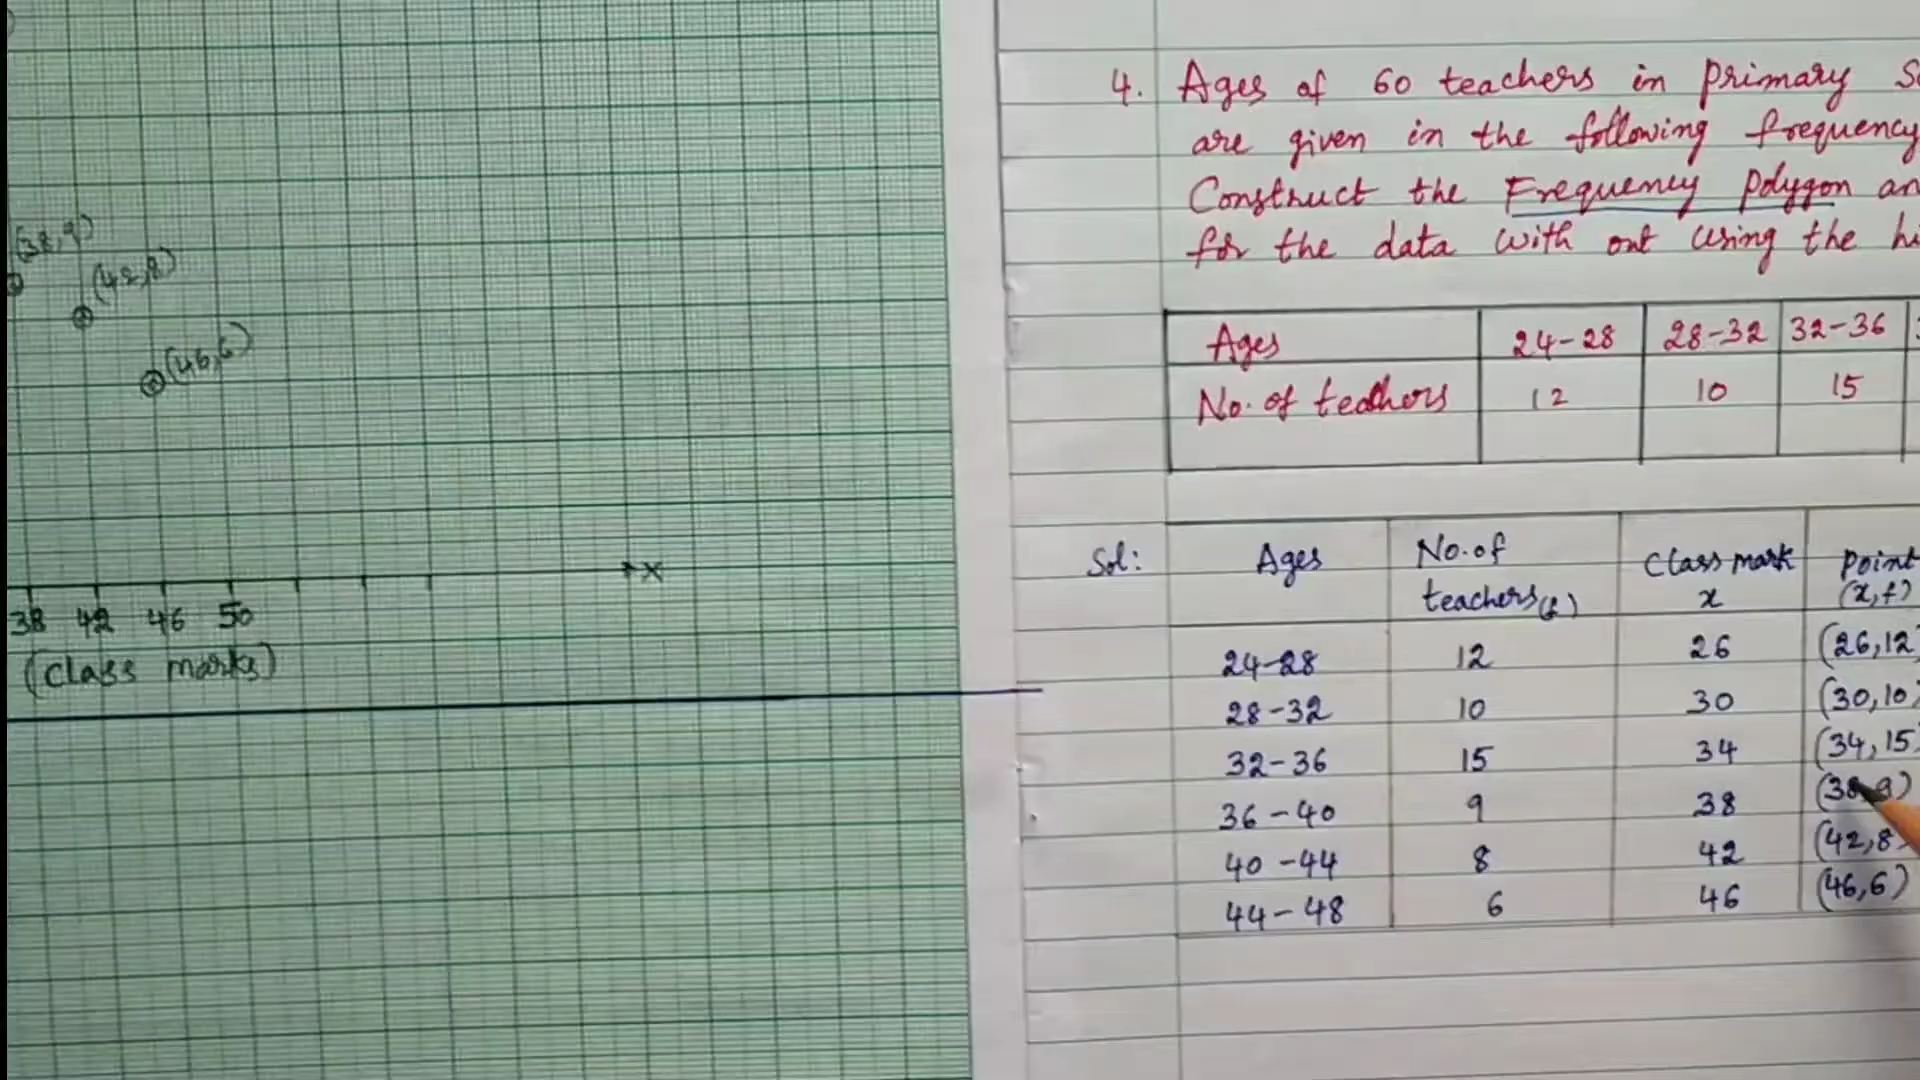 (38,9)
(42,8)
(46,6)
x
38 42 46 50
(class marks)
4. Ages of 60 teachers in primary
are given in the following frequency
Construct the Frequency polygon
for the data with out using the
Ages 24-28 28-32 32-36
No. of teachers 12 10 15
Sol: Ages No. of teachers (f) Class mark x Point (x,f)
24-28 12 26 (26,12
28-32 10 30 (30,10)
32-36 15 34 (34,15)
36-40 9 38 (38,9)
40-44 8 42 (42,8)
44-48 6 46 (46,6)